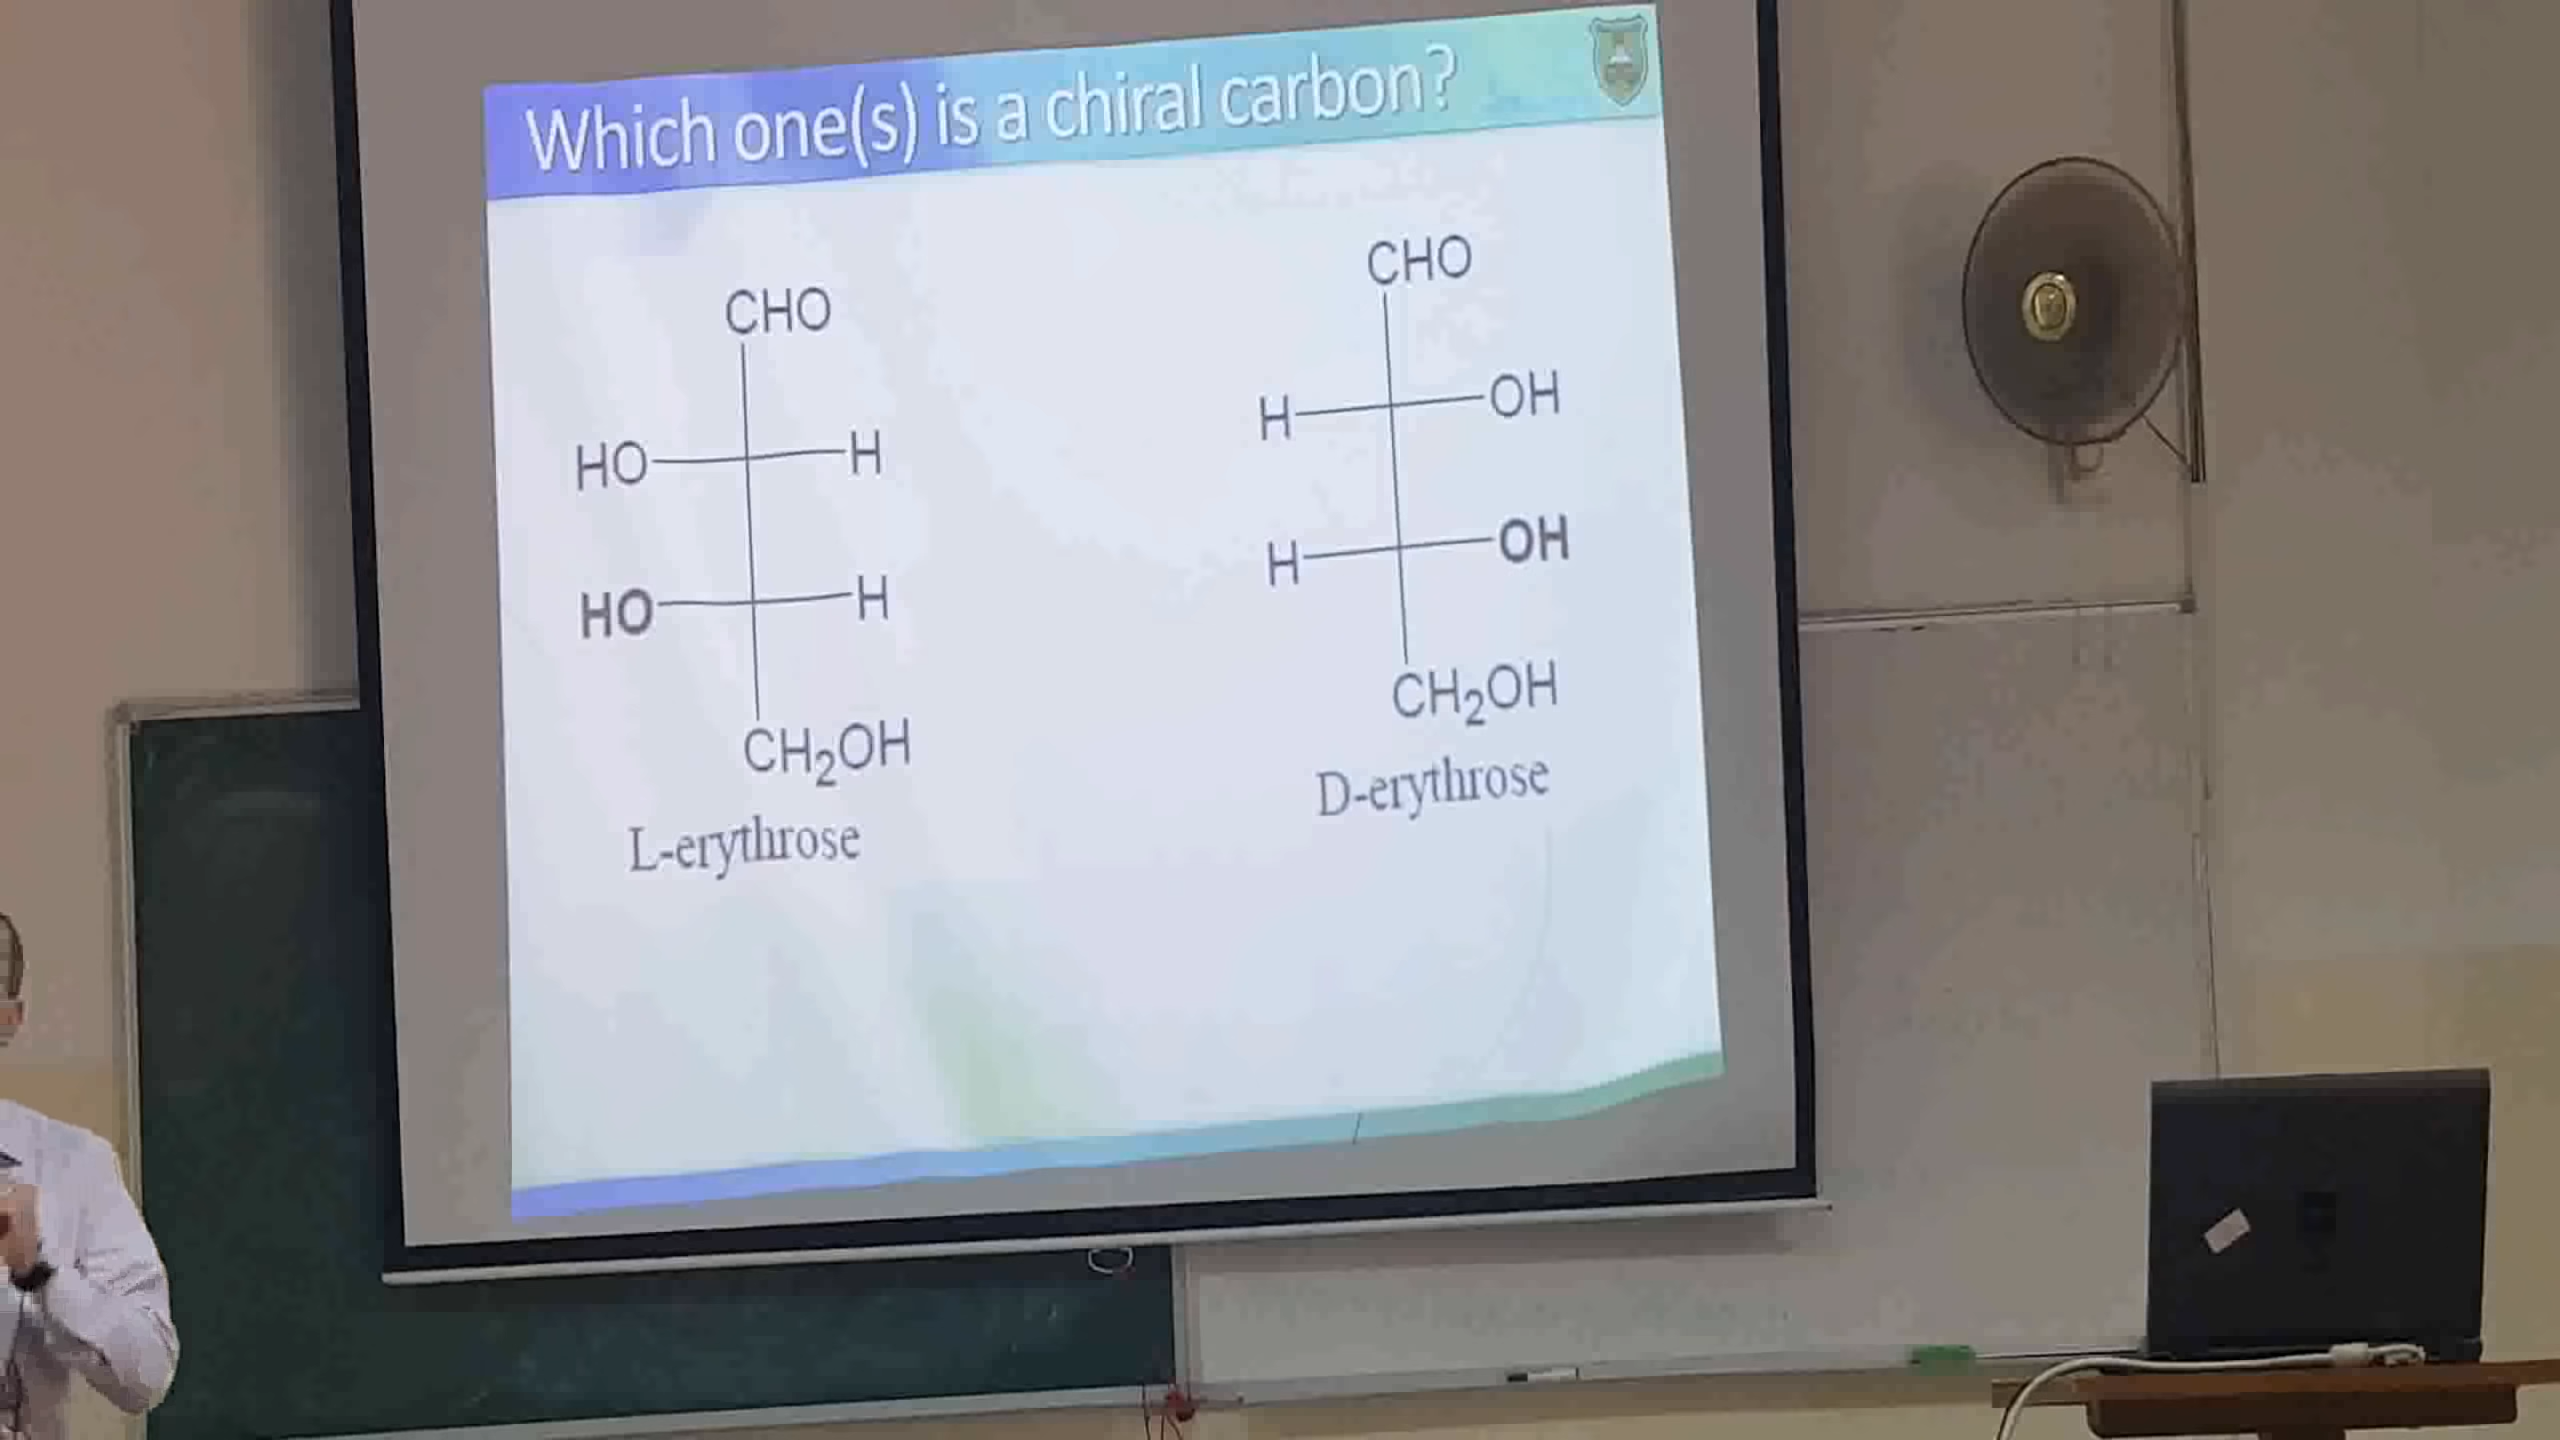 Which one(s) is a chiral carbon?
CHO
HO H
HO H
CH₂OH
L-erythrose
CHO
H OH
H OH
CH₂OH
D-erythrose